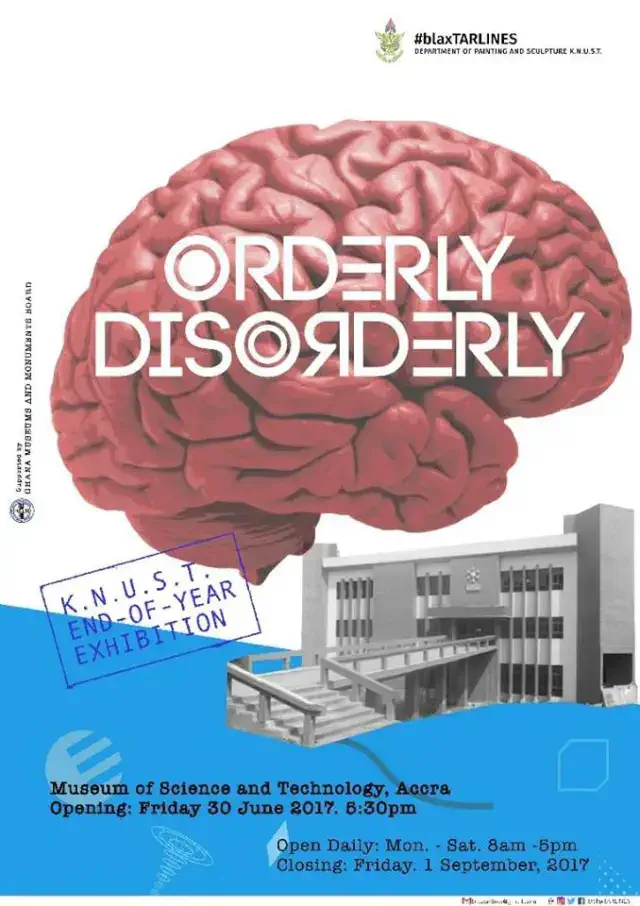 #blaxTARLINES
DEPARTMENT OF PAINTING AND SCULPTURE K.N.U.S.T.
ORDERLY
DISORDERLY
Supported by
GHANA MUSEUMS AND MONUMENTS BOARD
K.N.U.S.T.
END-OF-YEAR
EXHIBITION
Museum of Science and Technology, Accra
Opening: Friday 30 June 2017. 5:30pm
Open Daily: Mon. - Sat. 8am -5pm
Closing: Friday. 1 September, 2017